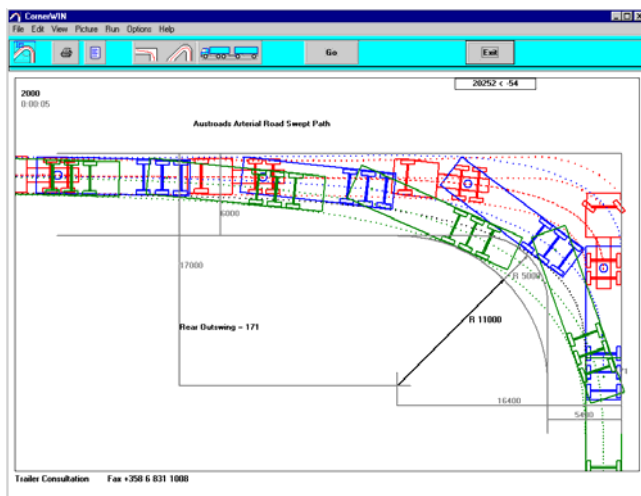 CornerWIN
File Edit View Picture Run Options Help
Go
Exit
20252 < -54
2000
0:00:05
Austroads Arterial Road Swept Path
6000
17000
R 5000
Rear Outswing = 171
R 11000
16400
5400
Trailer Consultation Fax +358 6 831 1008